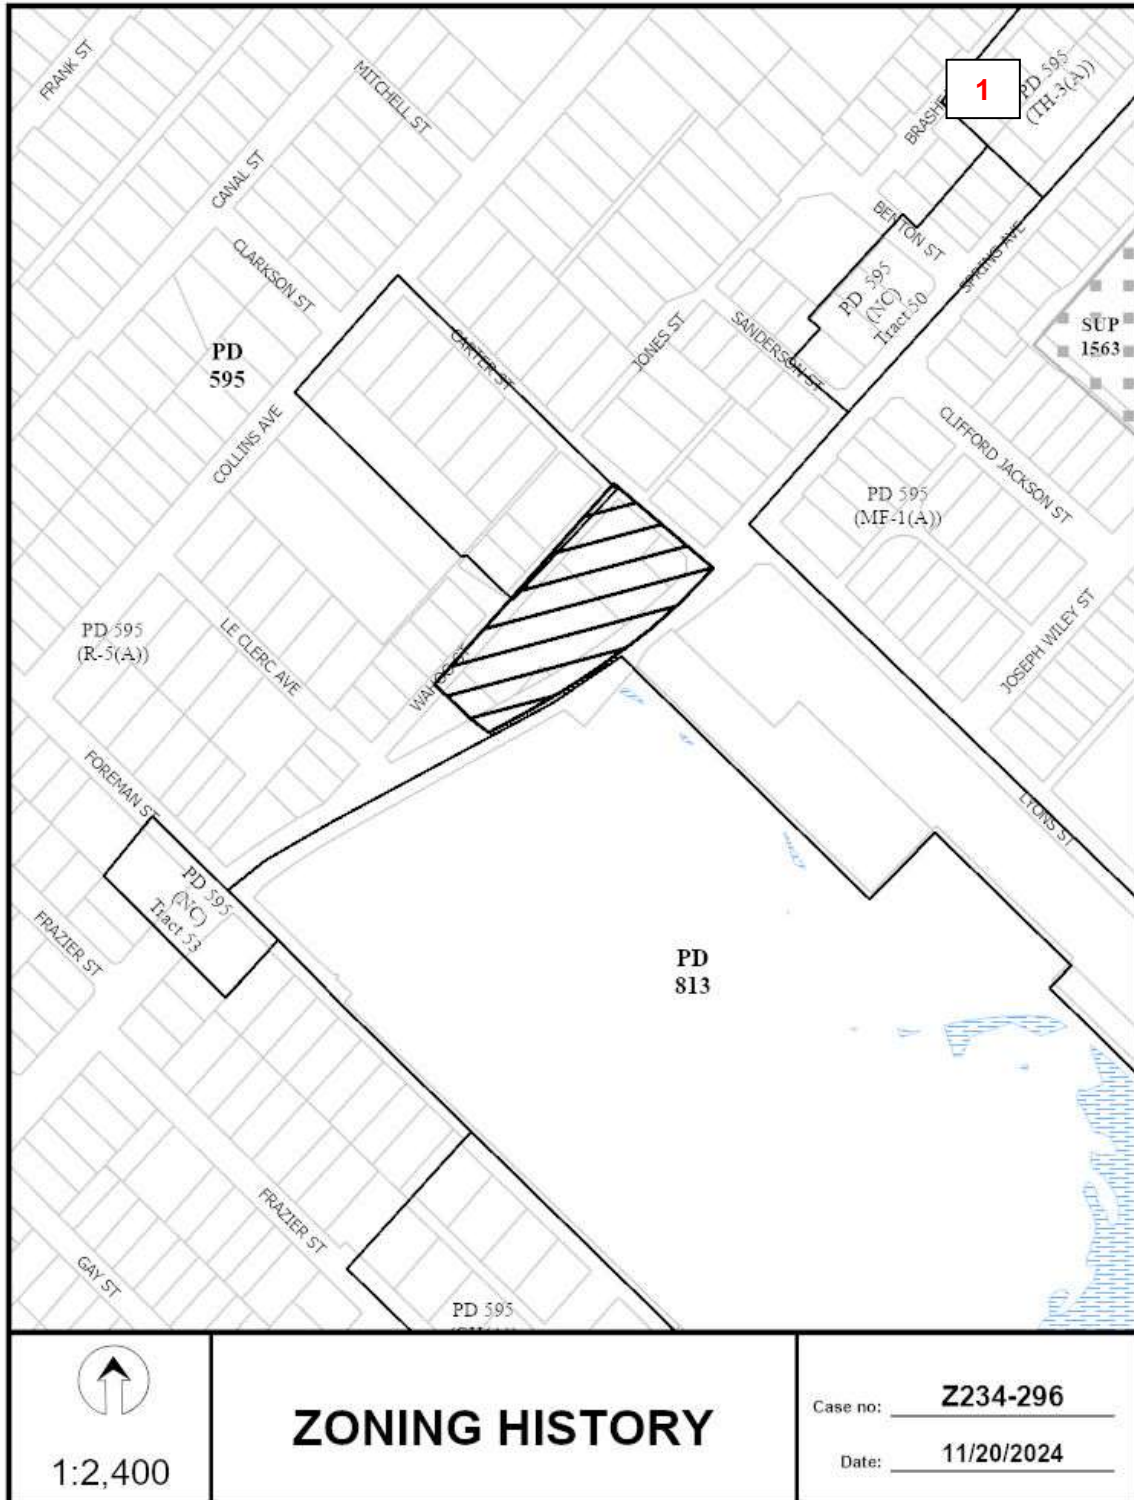 FRANK ST
MITCHELL ST
1
PD 595
(TH-3(A))
CANAL ST
CLARKSON ST
BENTON ST
SPRING AVE
PD 595
(NC)
Tract 50
SUP
1563
PD
595
CARTER ST
JONES ST
SANDERSON ST
COLLINS AVE
CLIFFORD JACKSON ST
PD 595
(MF-1(A))
PD 595
(R-5(A))
LE CLERC AVE
JOSEPH WILEY ST
FOREMAN ST
LYONS ST
PD 595
(NC)
Tract 53
FRAZIER ST
PD
813
FRAZIER ST
GAY ST
PD 595
1:2,400
ZONING HISTORY
Case no: Z234-296
Date: 11/20/2024